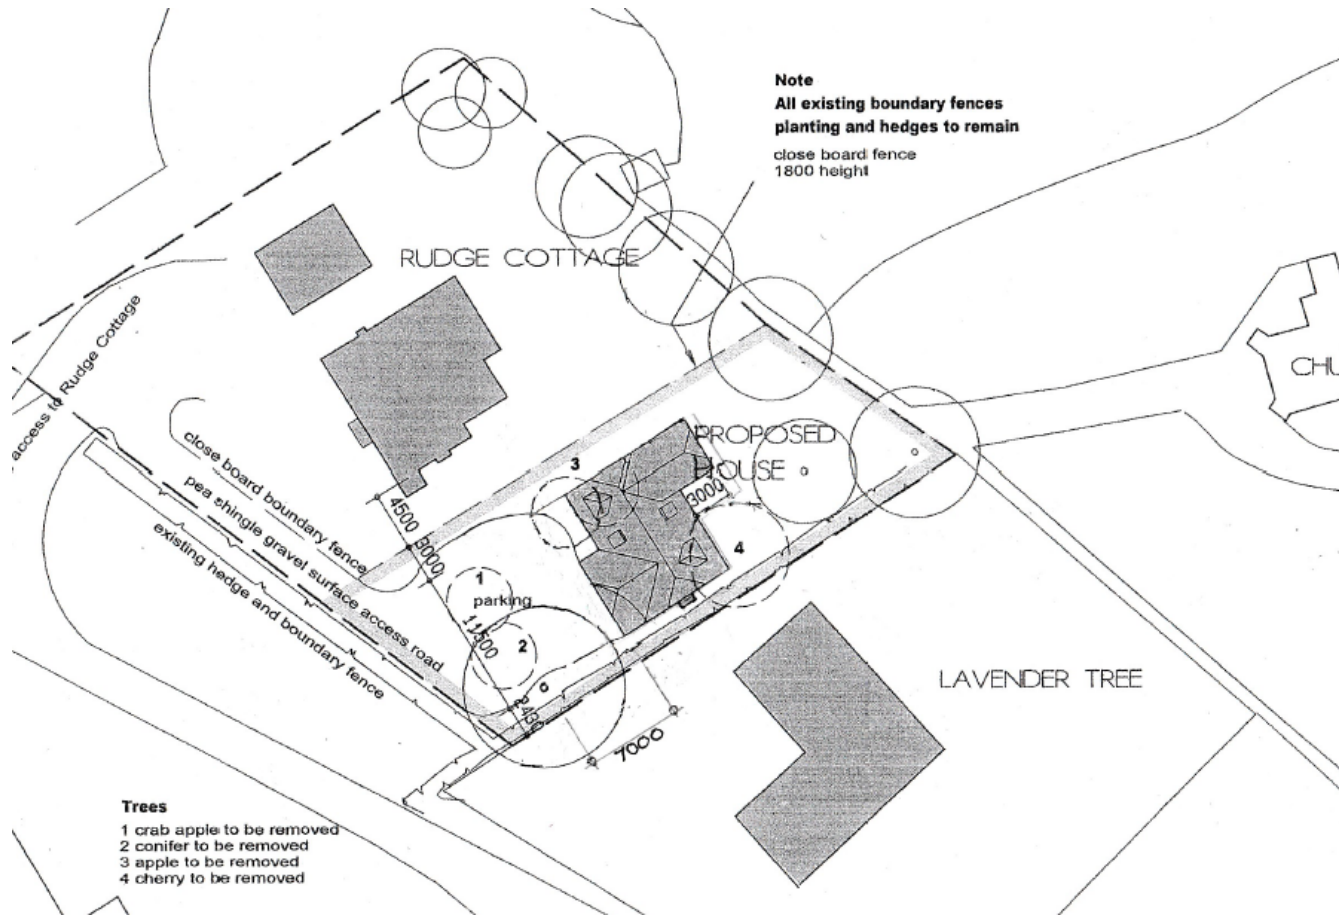 Note
All existing boundary fences
planting and hedges to remain
close board fence
1800 height
RUDGE COTTAGE
access to Rudge Cottage
CHU
PROPOSED
HOUSE
close board boundary fence
pea shingle gravel surface access road
existing hedge and boundary fence
3
4500
3000
3000
4
1
parking
11500
2
2430
7000
LAVENDER TREE
Trees
1 crab apple to be removed
2 conifer to be removed
3 apple to be removed
4 cherry to be removed